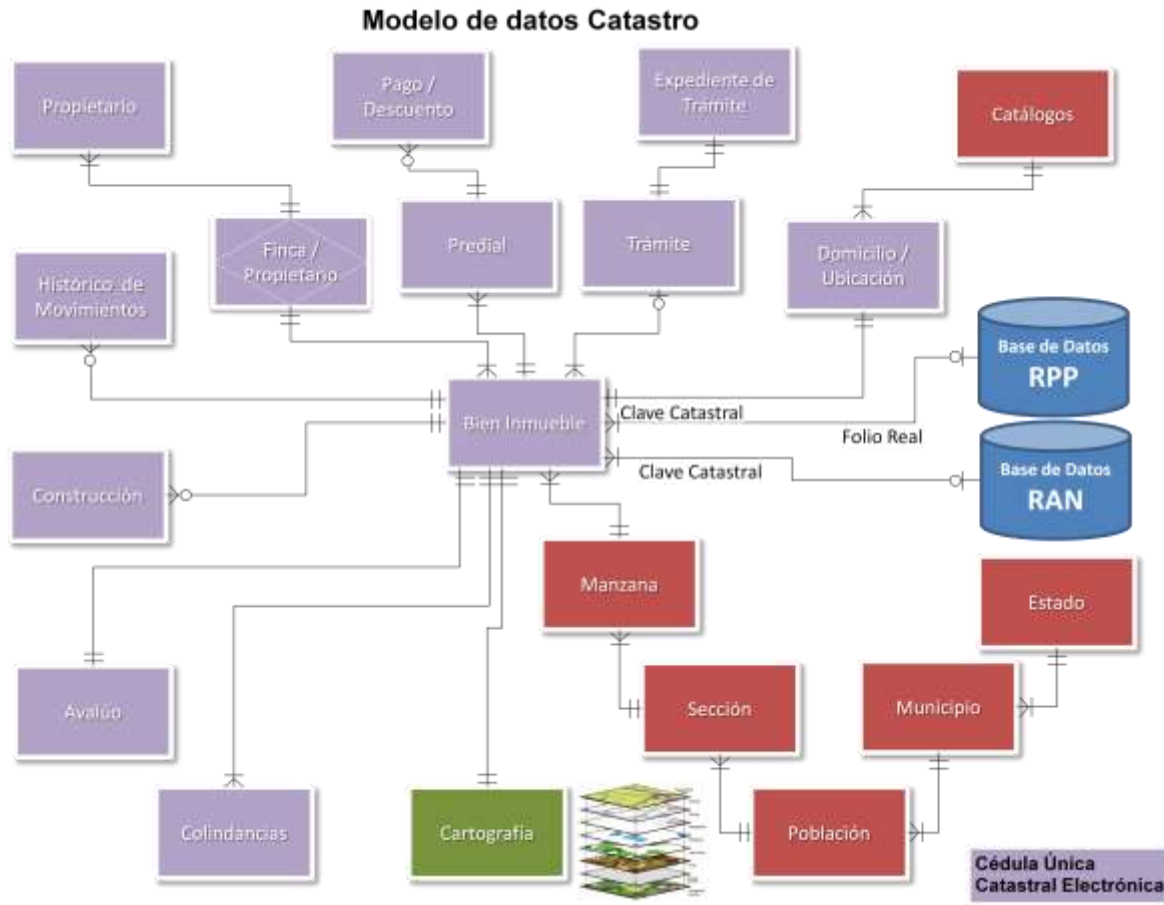 Modelo de datos Catastro
Propietario
Pago /
Descuento
Expediente de
Trámite
Catálogos
Finca /
Propietario
Predial
Trámite
Domicilio /
Ubicación
Histórico de
Movimientos
Base de Datos
RPP
Bien Inmueble
Clave Catastral
Folio Real
Clave Catastral
Base de Datos
RAN
Construcción
Manzana
Estado
Avalúo
Sección
Municipio
Colindancias
Cartografia
Población
Cédula Única
Catastral Electrónica